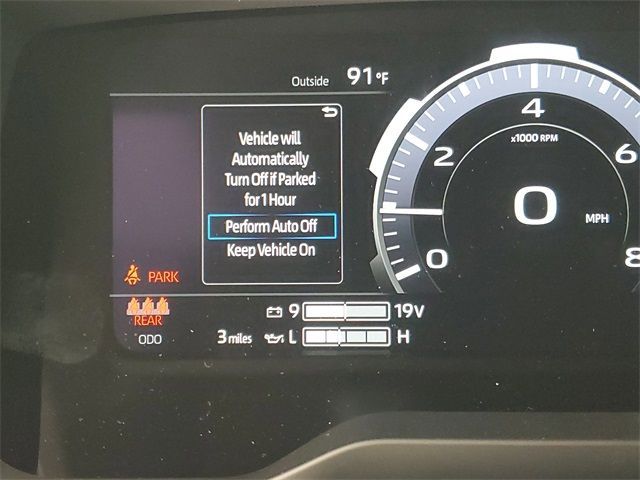 Outside 91°F
Vehicle will
Automatically
Turn Off if Parked
for 1 Hour
Perform Auto Off
Keep Vehicle On
PARK
REAR
ODO 3 miles
9 19V
L H
0
2
4
6
8
x1000 RPM
0 MPH